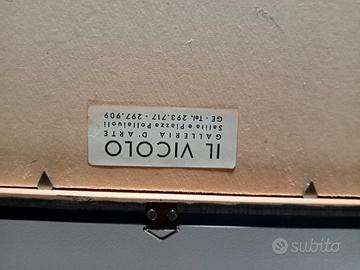 IL VICOLO
GALLERIA D'ARTE
Salita e Piazza Pollaiuoli
GE - Tel. 293.717 - 297.909
subito